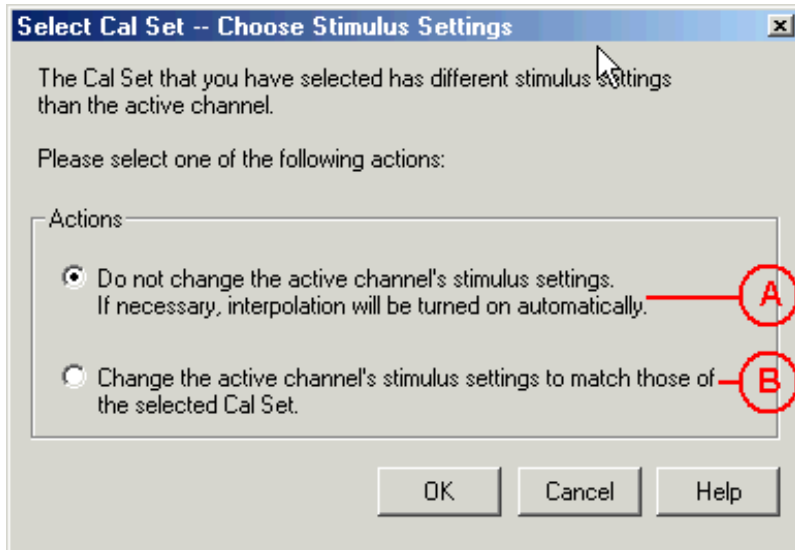 Select Cal Set -- Choose Stimulus Settings
The Cal Set that you have selected has different stimulus settings
than the active channel.
Please select one of the following actions:
Actions
Do not change the active channel's stimulus settings.
If necessary, interpolation will be turned on automatically.
A
Change the active channel's stimulus settings to match those of
the selected Cal Set.
B
OK
Cancel
Help